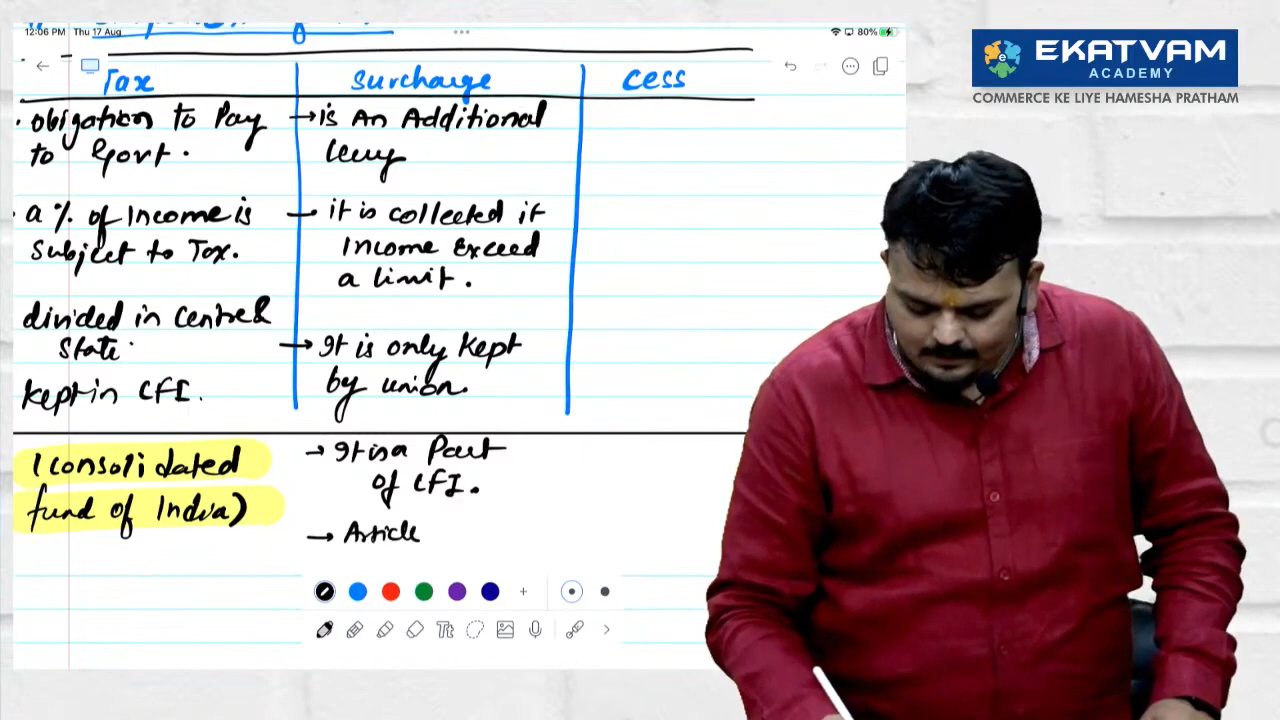 12:06 PM Thu 17 Aug
80%
EKATVAM
ACADEMY
COMMERCE KE LIYE HAMESHA PRATHAM
Tax
Surcharge
Cess
• obligation to Pay
to Govt.
• a % of Income is
Subject to Tax.
divided in Centre &
State
kept in CFI.
(Consolidated
fund of India)
→ is An Additional
levy
– it is collected if
Income Exceed
a limit.
→ It is only kept
by union.
→ It is a Part
of CFI.
→ Article
Tt